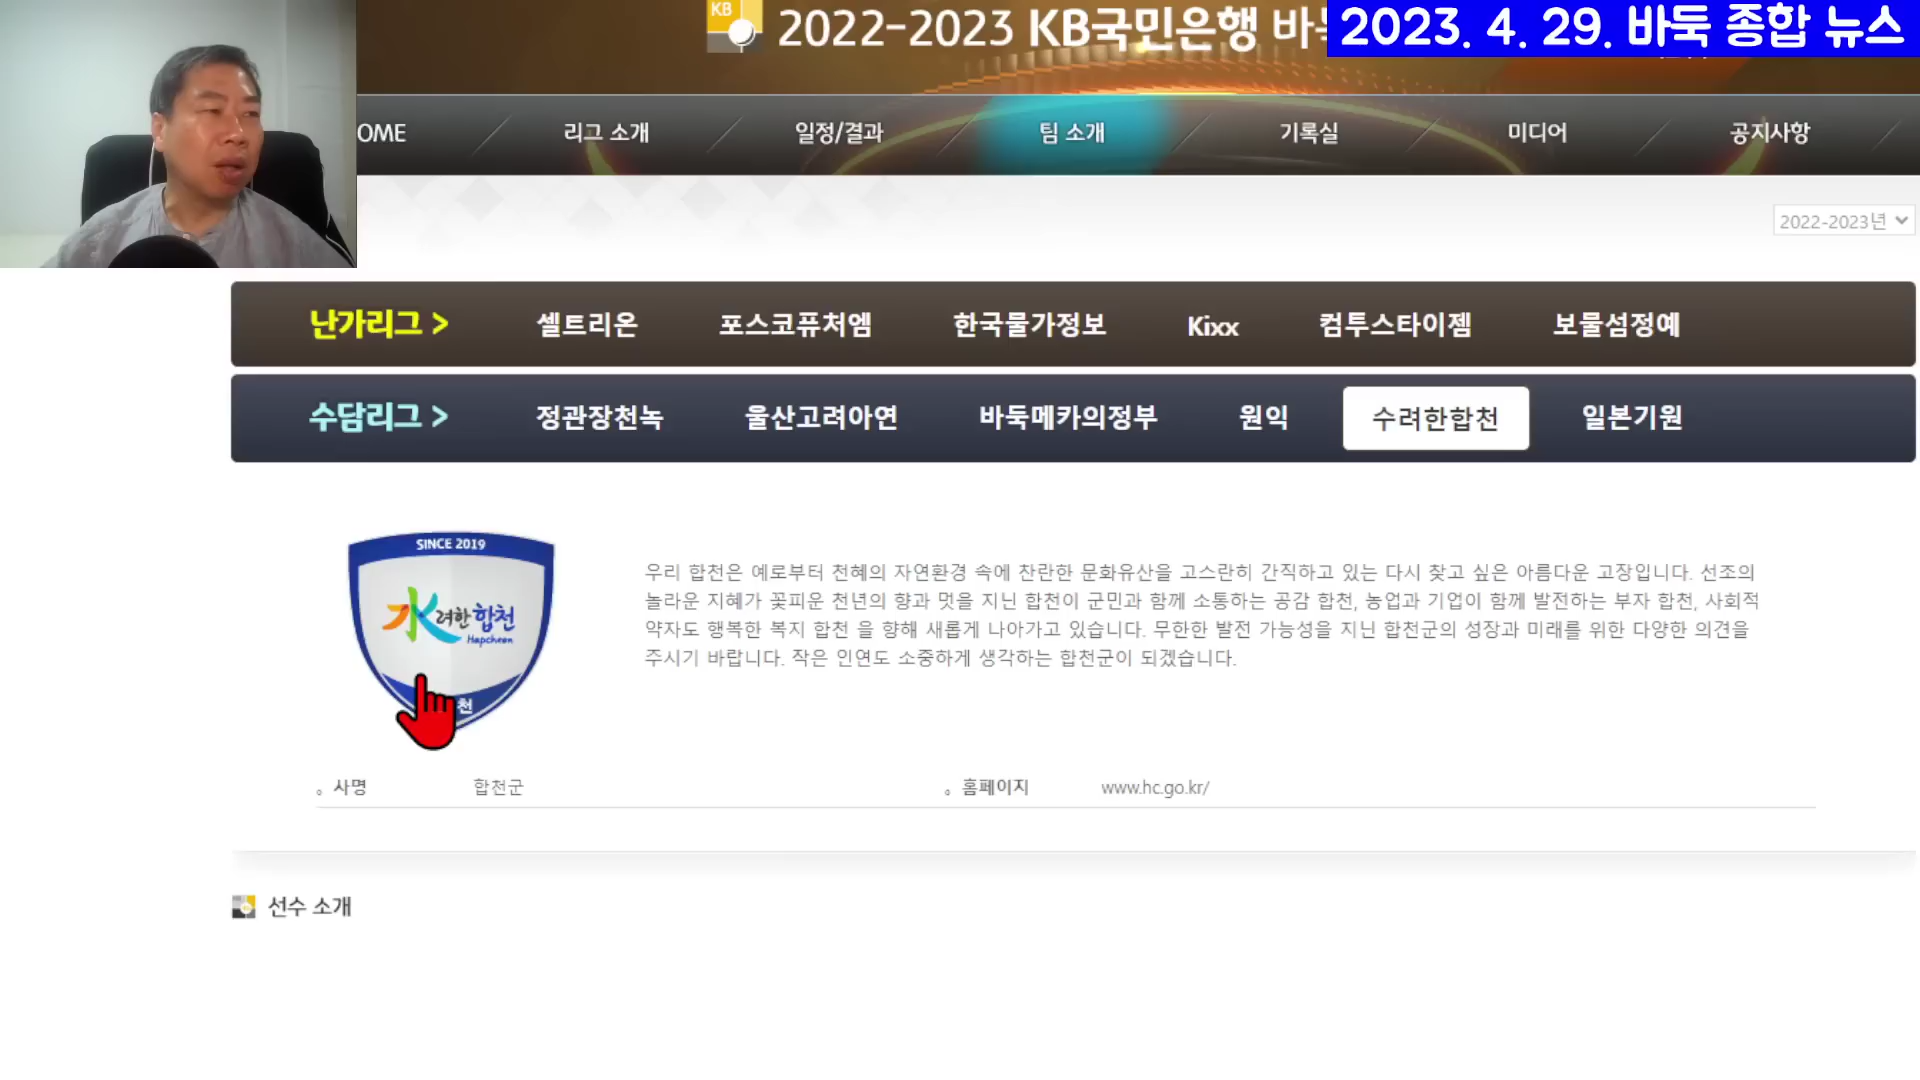 KB
2022-2023 KB국민은행 바둑
2023. 4. 29. 바둑 종합 뉴스
OME
리그 소개
일정/결과
팀 소개
기록실
미디어
공지사항
2022-2023년
난가리그 >
셀트리온
포스코퓨처엠
한국물가정보
Kixx
컴투스타이젬
보물섬정예
수담리그 >
정관장천녹
울산고려아연
바둑메카의정부
원익
수려한합천
일본기원
SINCE 2019
水려한합천
Hapcheon
천
우리 합천은 예로부터 천혜의 자연환경 속에 찬란한 문화유산을 고스란히 간직하고 있는 다시 찾고 싶은 아름다운 고장입니다. 선조의
놀라운 지혜가 꽃피운 천년의 향과 멋을 지닌 합천이 군민과 함께 소통하는 공감 합천, 농업과 기업이 함께 발전하는 부자 합천, 사회적
약자도 행복한 복지 합천 을 향해 새롭게 나아가고 있습니다. 무한한 발전 가능성을 지닌 합천군의 성장과 미래를 위한 다양한 의견을
주시기 바랍니다. 작은 인연도 소중하게 생각하는 합천군이 되겠습니다.
사명
합천군
홈페이지
www.hc.go.kr/
선수 소개